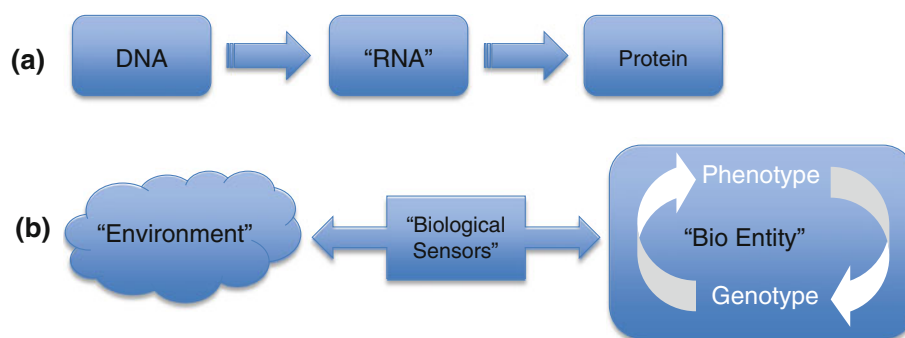 (a)
DNA
“RNA”
Protein
(b)
“Environment”
“Biological
Sensors”
Phenotype
“Bio Entity”
Genotype